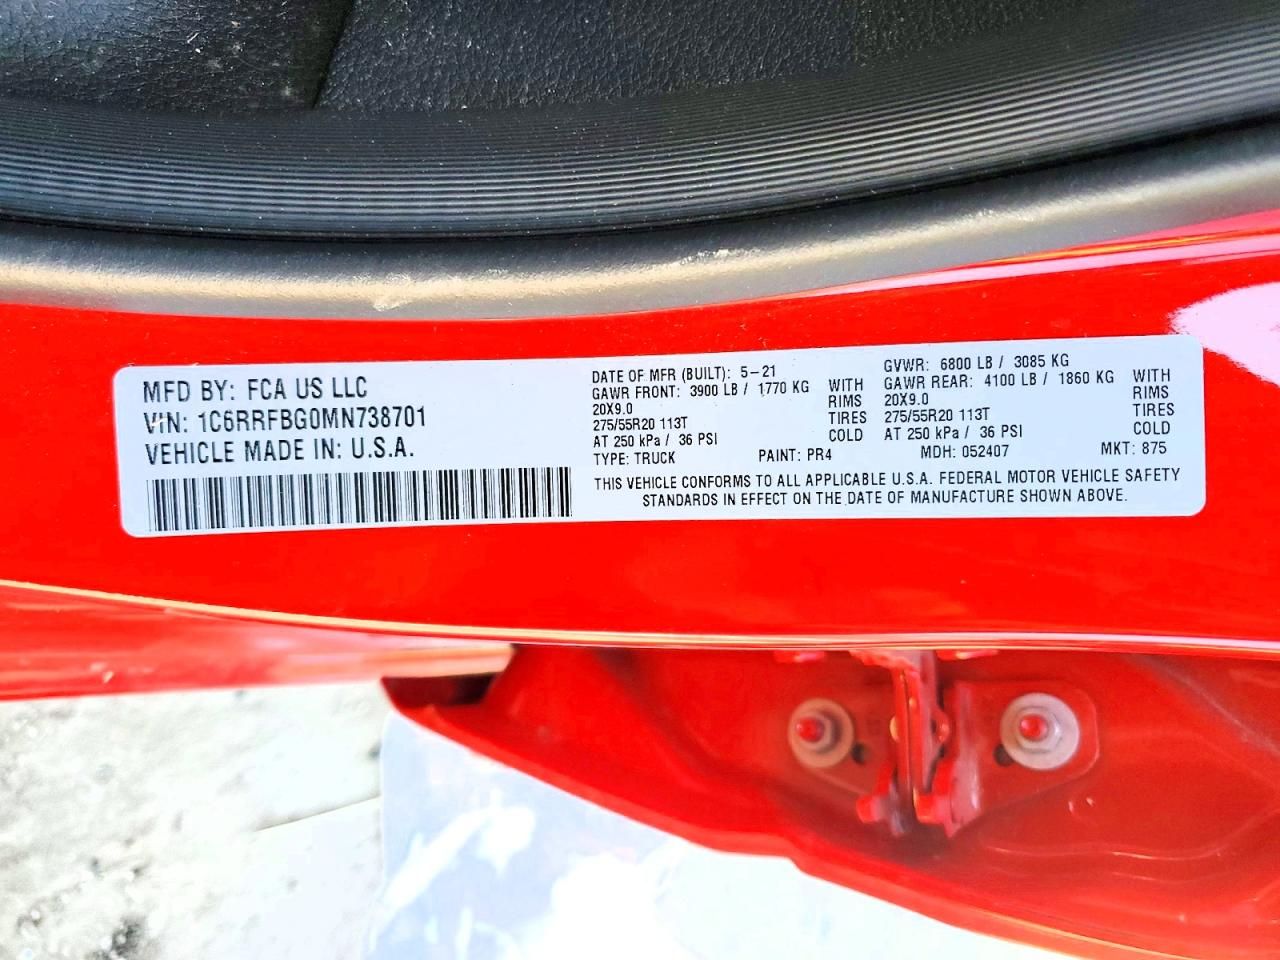 MFD BY: FCA US LLC
VIN: 1C6RRFBG0MN738701
VEHICLE MADE IN: U.S.A.
DATE OF MFR (BUILT): 5-21
GAWR FRONT: 3900 LB / 1770 KG WITH
20X9.0 RIMS
275/55R20 113T TIRES
AT 250 kPa / 36 PSI COLD
TYPE: TRUCK PAINT: PR4
GVWR: 6800 LB / 3085 KG
GAWR REAR: 4100 LB / 1860 KG WITH
20X9.0 RIMS
275/55R20 113T TIRES
AT 250 kPa / 36 PSI COLD
MDH: 052407 MKT: 875
THIS VEHICLE CONFORMS TO ALL APPLICABLE U.S.A. FEDERAL MOTOR VEHICLE SAFETY
STANDARDS IN EFFECT ON THE DATE OF MANUFACTURE SHOWN ABOVE.